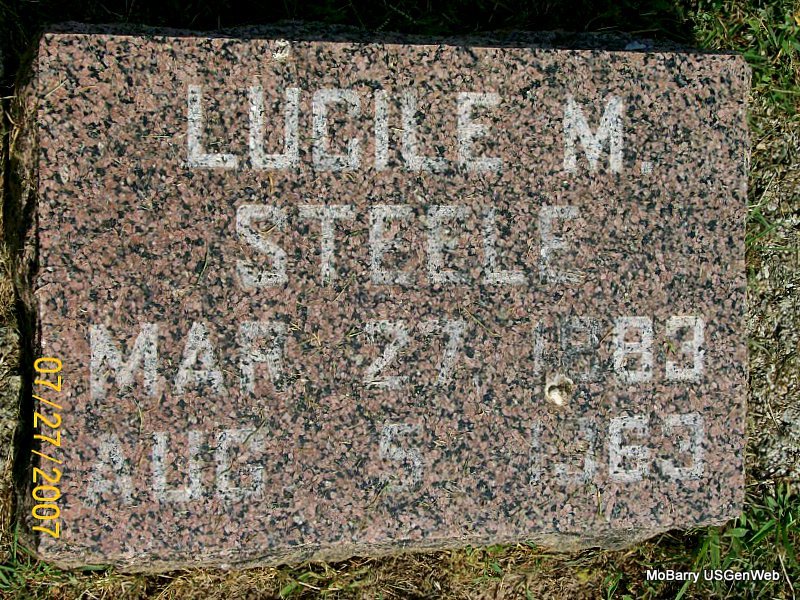 LUCILE M.
STEELE
MAR 27 1883
AUG 5 1963
07/27/2007
MoBarry USGenWeb